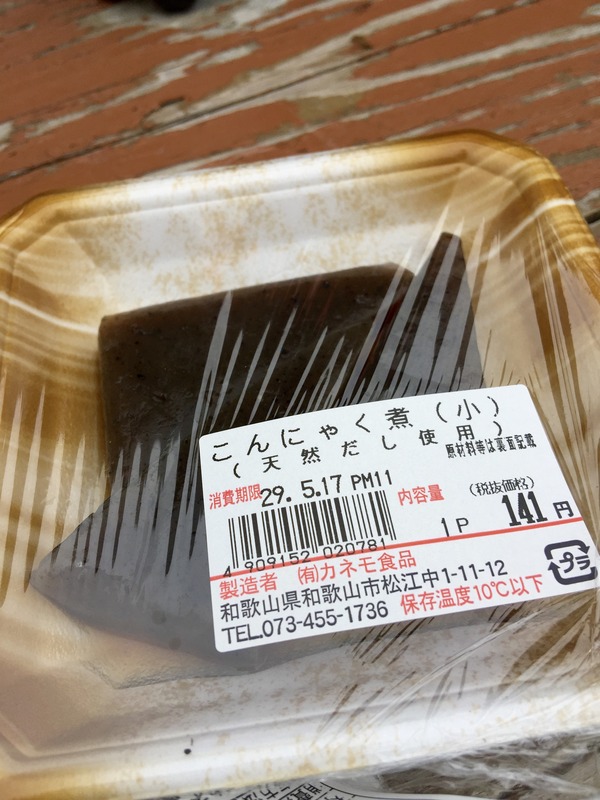 こんにゃく煮(小)
(天然だし使用)
原材料等は裏面記載
消費期限 29. 5.17 PM11
内容量 1P
(税抜価格)
141円
4 909152 020781
製造者 (有)カネモ食品
和歌山県和歌山市松江中1-11-12
TEL.073-455-1736 保存温度10℃以下
プラ